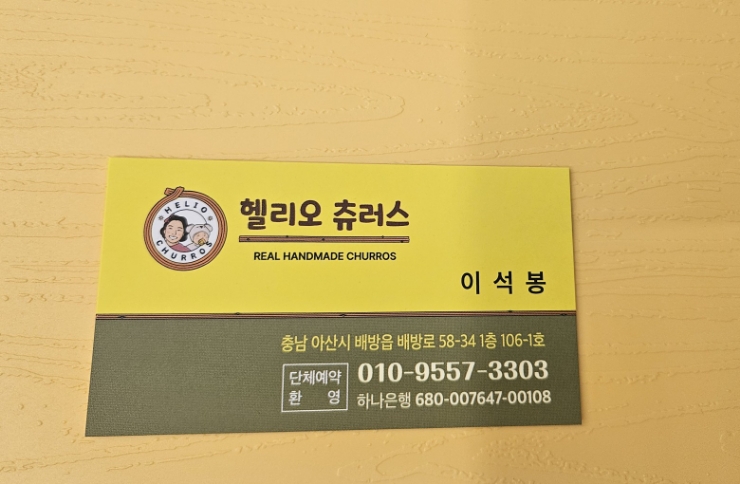 HELIO
CHURROS
헬리오 츄러스
REAL HANDMADE CHURROS
이 석 봉
충남 아산시 배방읍 배방로 58-34 1층 106-1호
단체예약
환 영
010-9557-3303
하나은행 680-007647-00108